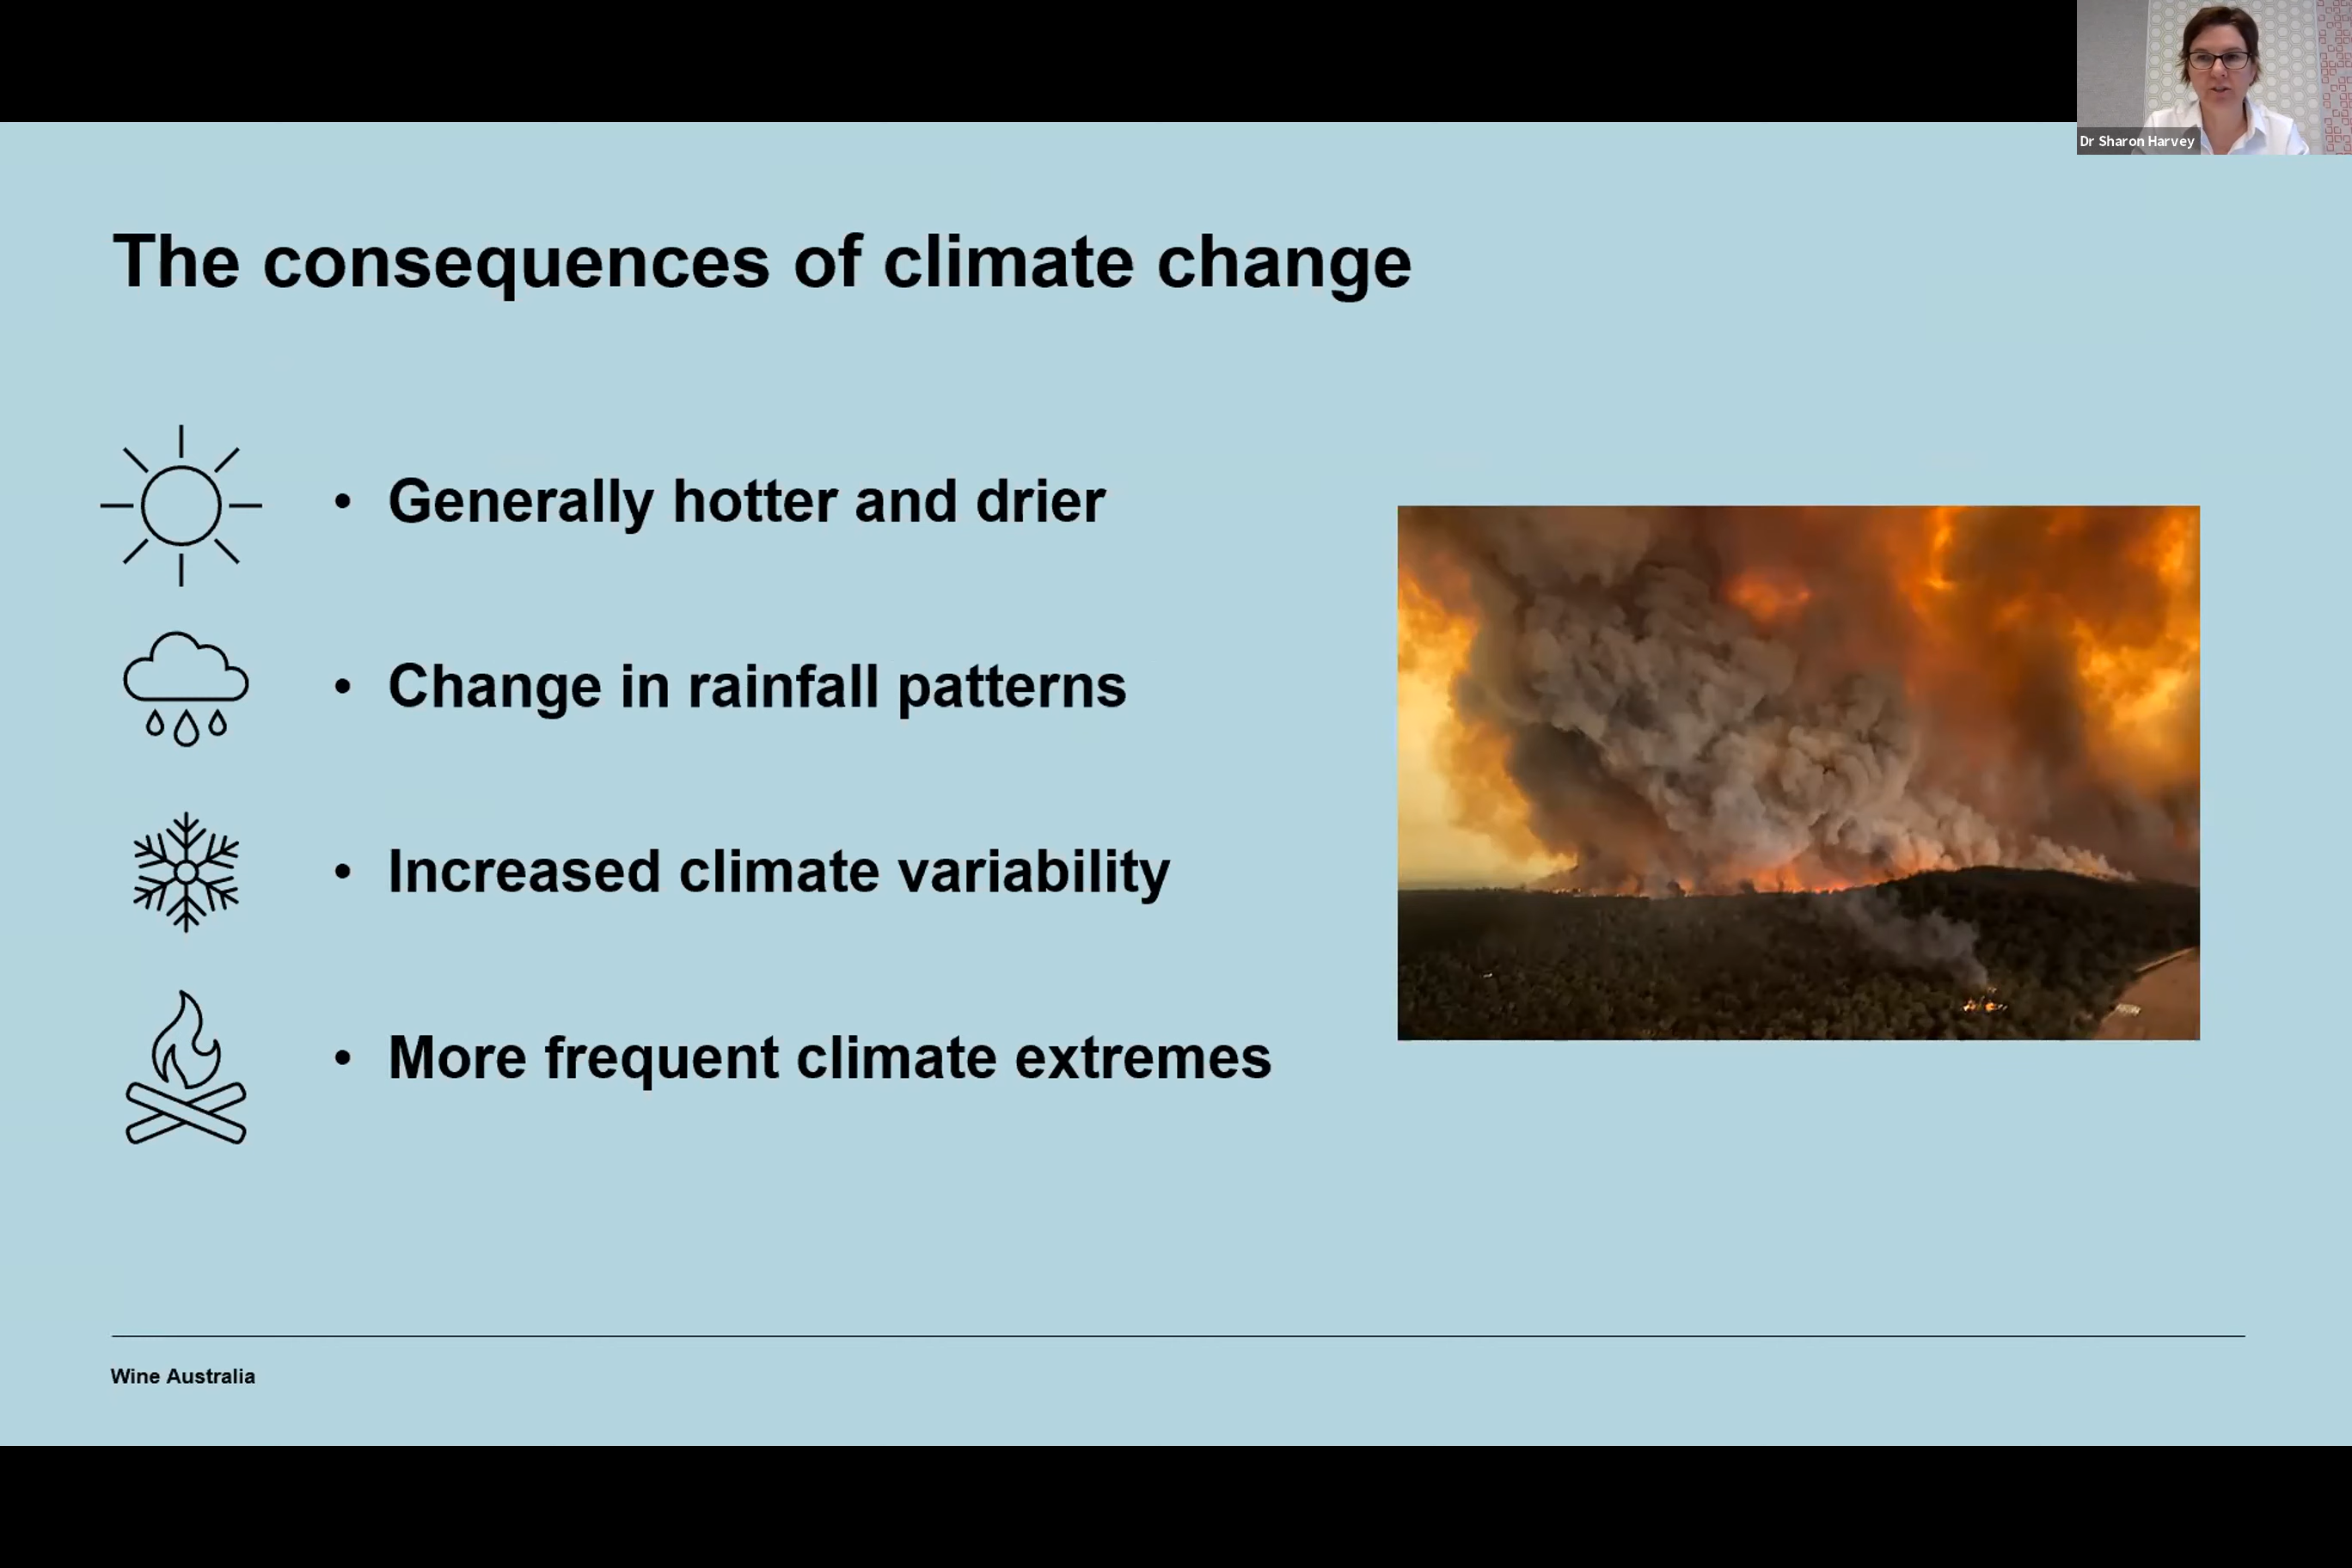 Dr Sharon Harvey
The consequences of climate change
• Generally hotter and drier
• Change in rainfall patterns
• Increased climate variability
• More frequent climate extremes
Wine Australia